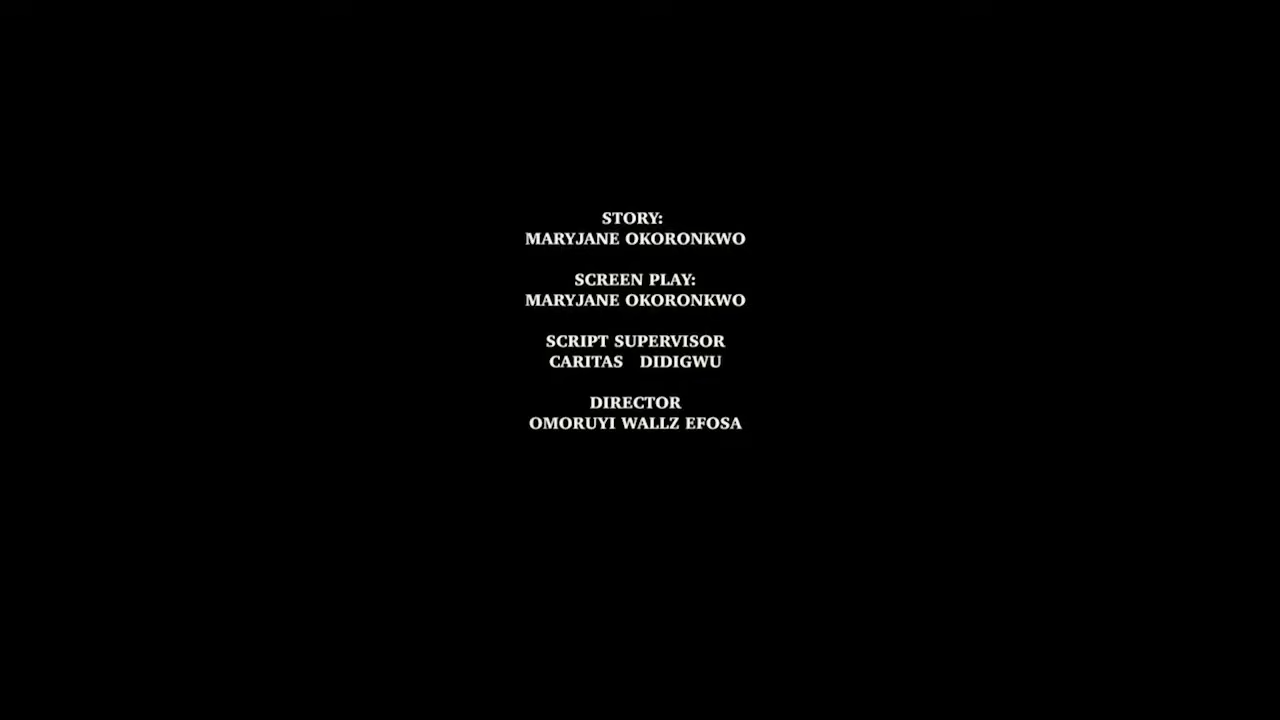 STORY:
MARYJANE OKORONKWO
SCREEN PLAY:
MARYJANE OKORONKWO
SCRIPT SUPERVISOR
CARITAS DIDIGWU
DIRECTOR
OMORUYI WALLZ EFOSA